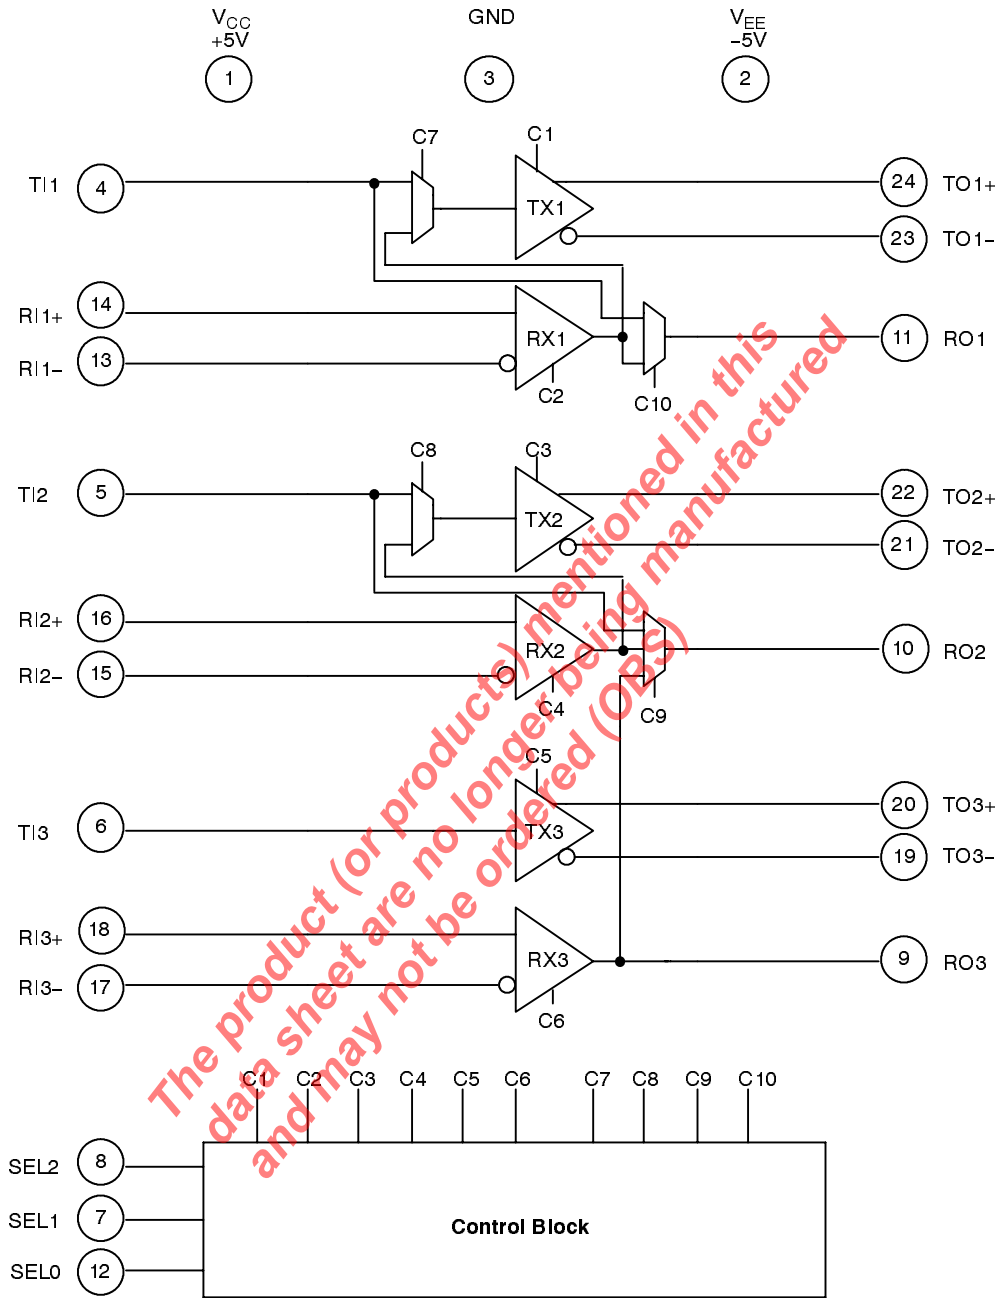 VCC
+5V
GND
VEE
−5V
1
3
2
C7
C1
TI1
4
TX1
24
TO1+
23
TO1−
RI1+
14
RX1
11
RO1
RI1−
13
C2
C10
C8
C3
TI2
5
TX2
22
TO2+
21
TO2−
RI2+
16
RX2
10
RO2
RI2−
15
C4
C9
C5
TI3
6
TX3
20
TO3+
19
TO3−
RI3+
18
RX3
9
RO3
RI3−
17
C6
C1 C2 C3 C4 C5 C6 C7 C8 C9 C10
SEL2
8
SEL1
7
Control Block
SEL0
12
The product (or products) mentioned in this
data sheet are no longer being manufactured
and may not be ordered (OBS)